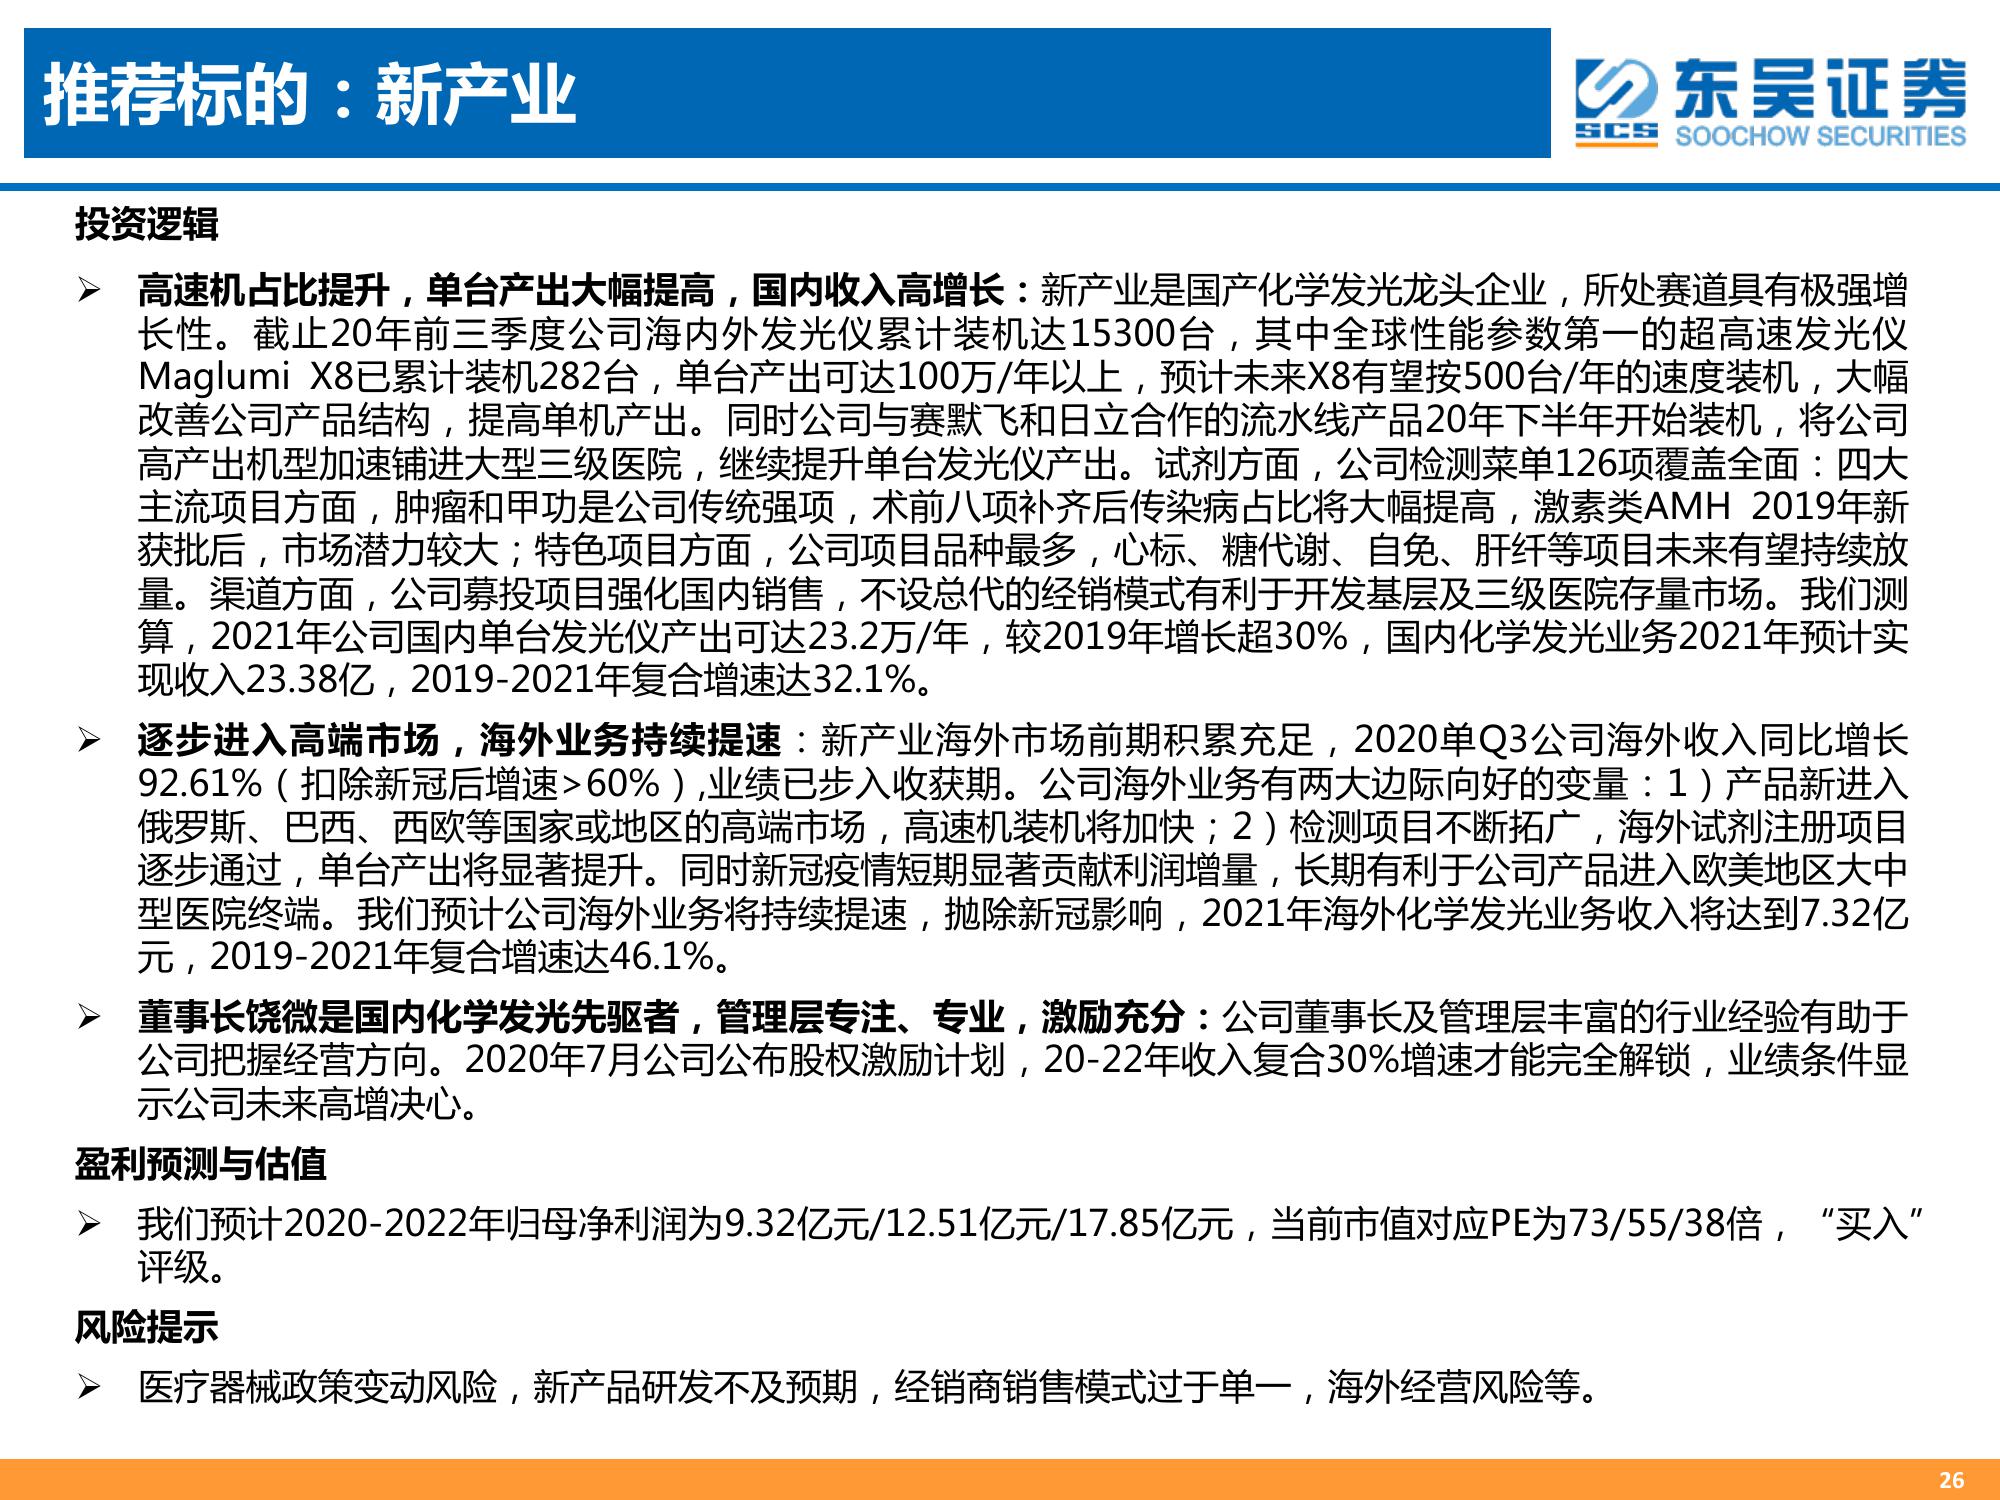 推荐标的：新产业
东吴证券
SCS
SOOCHOW SECURITIES
投资逻辑
➢ 高速机占比提升，单台产出大幅提高，国内收入高增长：新产业是国产化学发光龙头企业，所处赛道具有极强增
长性。截止20年前三季度公司海内外发光仪累计装机达15300台，其中全球性能参数第一的超高速发光仪
Maglumi X8已累计装机282台，单台产出可达100万/年以上，预计未来X8有望按500台/年的速度装机，大幅
改善公司产品结构，提高单机产出。同时公司与赛默飞和日立合作的流水线产品20年下半年开始装机，将公司
高产出机型加速铺进大型三级医院，继续提升单台发光仪产出。试剂方面，公司检测菜单126项覆盖全面：四大
主流项目方面，肿瘤和甲功是公司传统强项，术前八项补齐后传染病占比将大幅提高，激素类AMH 2019年新
获批后，市场潜力较大；特色项目方面，公司项目品种最多，心标、糖代谢、自免、肝纤等项目未来有望持续放
量。渠道方面，公司募投项目强化国内销售，不设总代的经销模式有利于开发基层及三级医院存量市场。我们测
算，2021年公司国内单台发光仪产出可达23.2万/年，较2019年增长超30%，国内化学发光业务2021年预计实
现收入23.38亿，2019-2021年复合增速达32.1%。
➢ 逐步进入高端市场，海外业务持续提速：新产业海外市场前期积累充足，2020单Q3公司海外收入同比增长
92.61%（扣除新冠后增速>60%）,业绩已步入收获期。公司海外业务有两大边际向好的变量：1）产品新进入
俄罗斯、巴西、西欧等国家或地区的高端市场，高速机装机将加快；2）检测项目不断拓广，海外试剂注册项目
逐步通过，单台产出将显著提升。同时新冠疫情短期显著贡献利润增量，长期有利于公司产品进入欧美地区大中
型医院终端。我们预计公司海外业务将持续提速，抛除新冠影响，2021年海外化学发光业务收入将达到7.32亿
元，2019-2021年复合增速达46.1%。
➢ 董事长饶微是国内化学发光先驱者，管理层专注、专业，激励充分：公司董事长及管理层丰富的行业经验有助于
公司把握经营方向。2020年7月公司公布股权激励计划，20-22年收入复合30%增速才能完全解锁，业绩条件显
示公司未来高增决心。
盈利预测与估值
➢ 我们预计2020-2022年归母净利润为9.32亿元/12.51亿元/17.85亿元，当前市值对应PE为73/55/38倍，“买入”
评级。
风险提示
➢ 医疗器械政策变动风险，新产品研发不及预期，经销商销售模式过于单一，海外经营风险等。
26